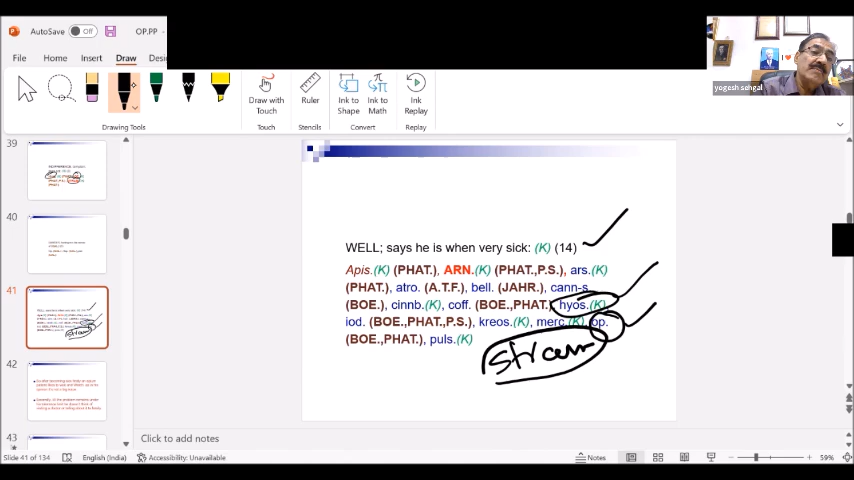 AutoSave
Off
OP.PP
File
Home
Insert
Draw
Desi
Draw with
Touch
Ruler
Ink to
Shape
Ink to
Math
Ink
Replay
Drawing Tools
Touch
Stencils
Convert
Replay
yogesh sehgal
39
40
41
42
43
WELL; says he is when very sick: (K) (14)
Apis.(K) (PHAT.), ARN.(K) (PHAT.,P.S.), ars.(K)
(PHAT.), atro. (A.T.F.), bell. (JAHR.), cann-s.
(BOE.), cinnb.(K), coff. (BOE.,PHAT.), hyos.(K),
iod. (BOE.,PHAT.,P.S.), kreos.(K), merc.(K), op.
(BOE.,PHAT.), puls.(K)
stram
Click to add notes
Slide 41 of 134
English (India)
Accessibility: Unavailable
Notes
59%